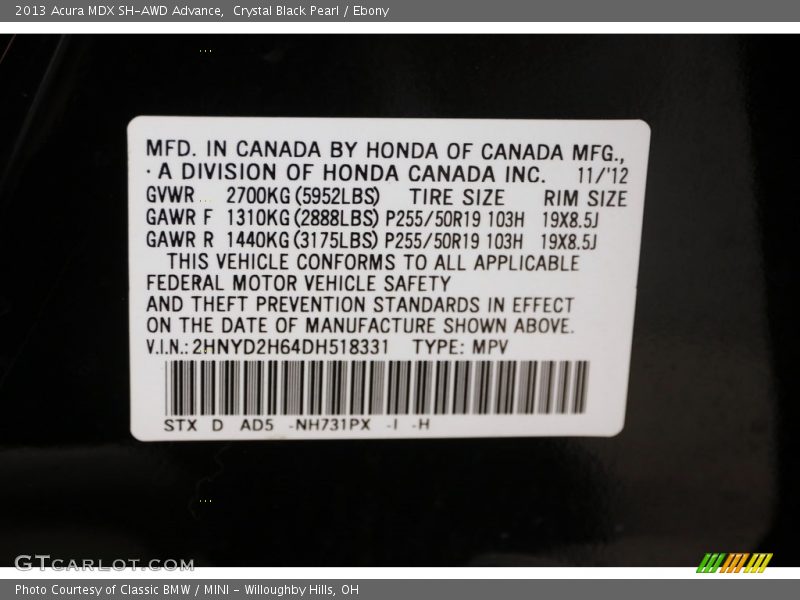 2013 Acura MDX SH-AWD Advance,  Crystal Black Pearl / Ebony
MFD. IN CANADA BY HONDA OF CANADA MFG.,
· A DIVISION OF HONDA CANADA INC.   11/'12
GVWR   2700KG (5952LBS)   TIRE SIZE   RIM SIZE
GAWR F   1310KG (2888LBS) P255/50R19 103H   19X8.5J
GAWR R   1440KG (3175LBS) P255/50R19 103H   19X8.5J
THIS VEHICLE CONFORMS TO ALL APPLICABLE
FEDERAL MOTOR VEHICLE SAFETY
AND THEFT PREVENTION STANDARDS IN EFFECT
ON THE DATE OF MANUFACTURE SHOWN ABOVE.
V.I.N.: 2HNYD2H64DH518331   TYPE: MPV
STX  D  AD5  -NH731PX  -I  -H
GTCARLOT.COM
Photo Courtesy of Classic BMW / MINI - Willoughby Hills, OH